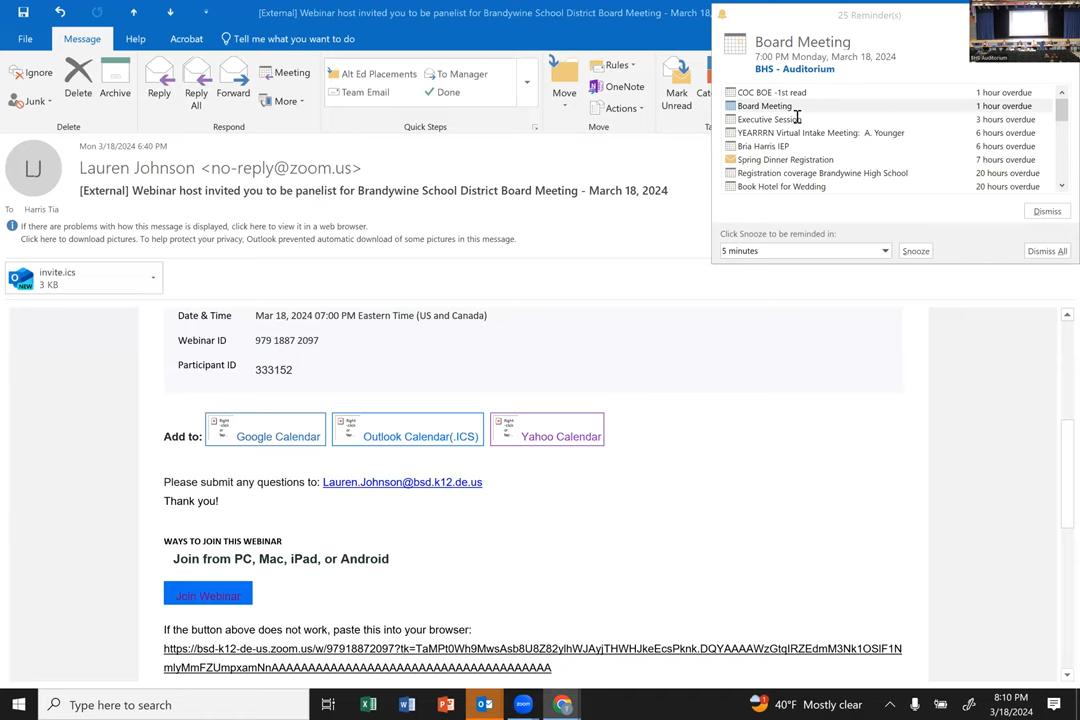 [External] Webinar host invited you to be panelist for Brandywine School District Board Meeting - March 18,
25 Reminder(s)
File
Message
Help
Acrobat
Tell me what you want to do
Board Meeting
7:00 PM Monday, March 18, 2024
BHS - Auditorium
BHS Auditorium
Ignore
Junk
Delete
Archive
Reply
Reply All
Forward
Meeting
More
Alt Ed Placements
To Manager
Team Email
Done
Move
Rules
OneNote
Actions
Mark Unread
Delete
Respond
Quick Steps
Move
COC BOE -1st read 1 hour overdue
Board Meeting 1 hour overdue
Executive Session 3 hours overdue
YEARRRN Virtual Intake Meeting: A. Younger 6 hours overdue
Bria Harris IEP 6 hours overdue
Spring Dinner Registration 7 hours overdue
Registration coverage Brandywine High School 20 hours overdue
Book Hotel for Wedding 20 hours overdue
Dismiss
Click Snooze to be reminded in:
5 minutes
Snooze
Dismiss All
Mon 3/18/2024 6:40 PM
LJ
Lauren Johnson <no-reply@zoom.us>
[External] Webinar host invited you to be panelist for Brandywine School District Board Meeting - March 18, 2024
To Harris Tia
If there are problems with how this message is displayed, click here to view it in a web browser.
Click here to download pictures. To help protect your privacy, Outlook prevented automatic download of some pictures in this message.
invite.ics
3 KB
NEW
Date & Time Mar 18, 2024 07:00 PM Eastern Time (US and Canada)
Webinar ID 979 1887 2097
Participant ID 333152
Add to: Google Calendar Outlook Calendar(.ICS) Yahoo Calendar
Please submit any questions to: Lauren.Johnson@bsd.k12.de.us
Thank you!
WAYS TO JOIN THIS WEBINAR
Join from PC, Mac, iPad, or Android
Join Webinar
If the button above does not work, paste this into your browser:
Type here to search
zoom
40°F Mostly clear
8:10 PM
3/18/2024